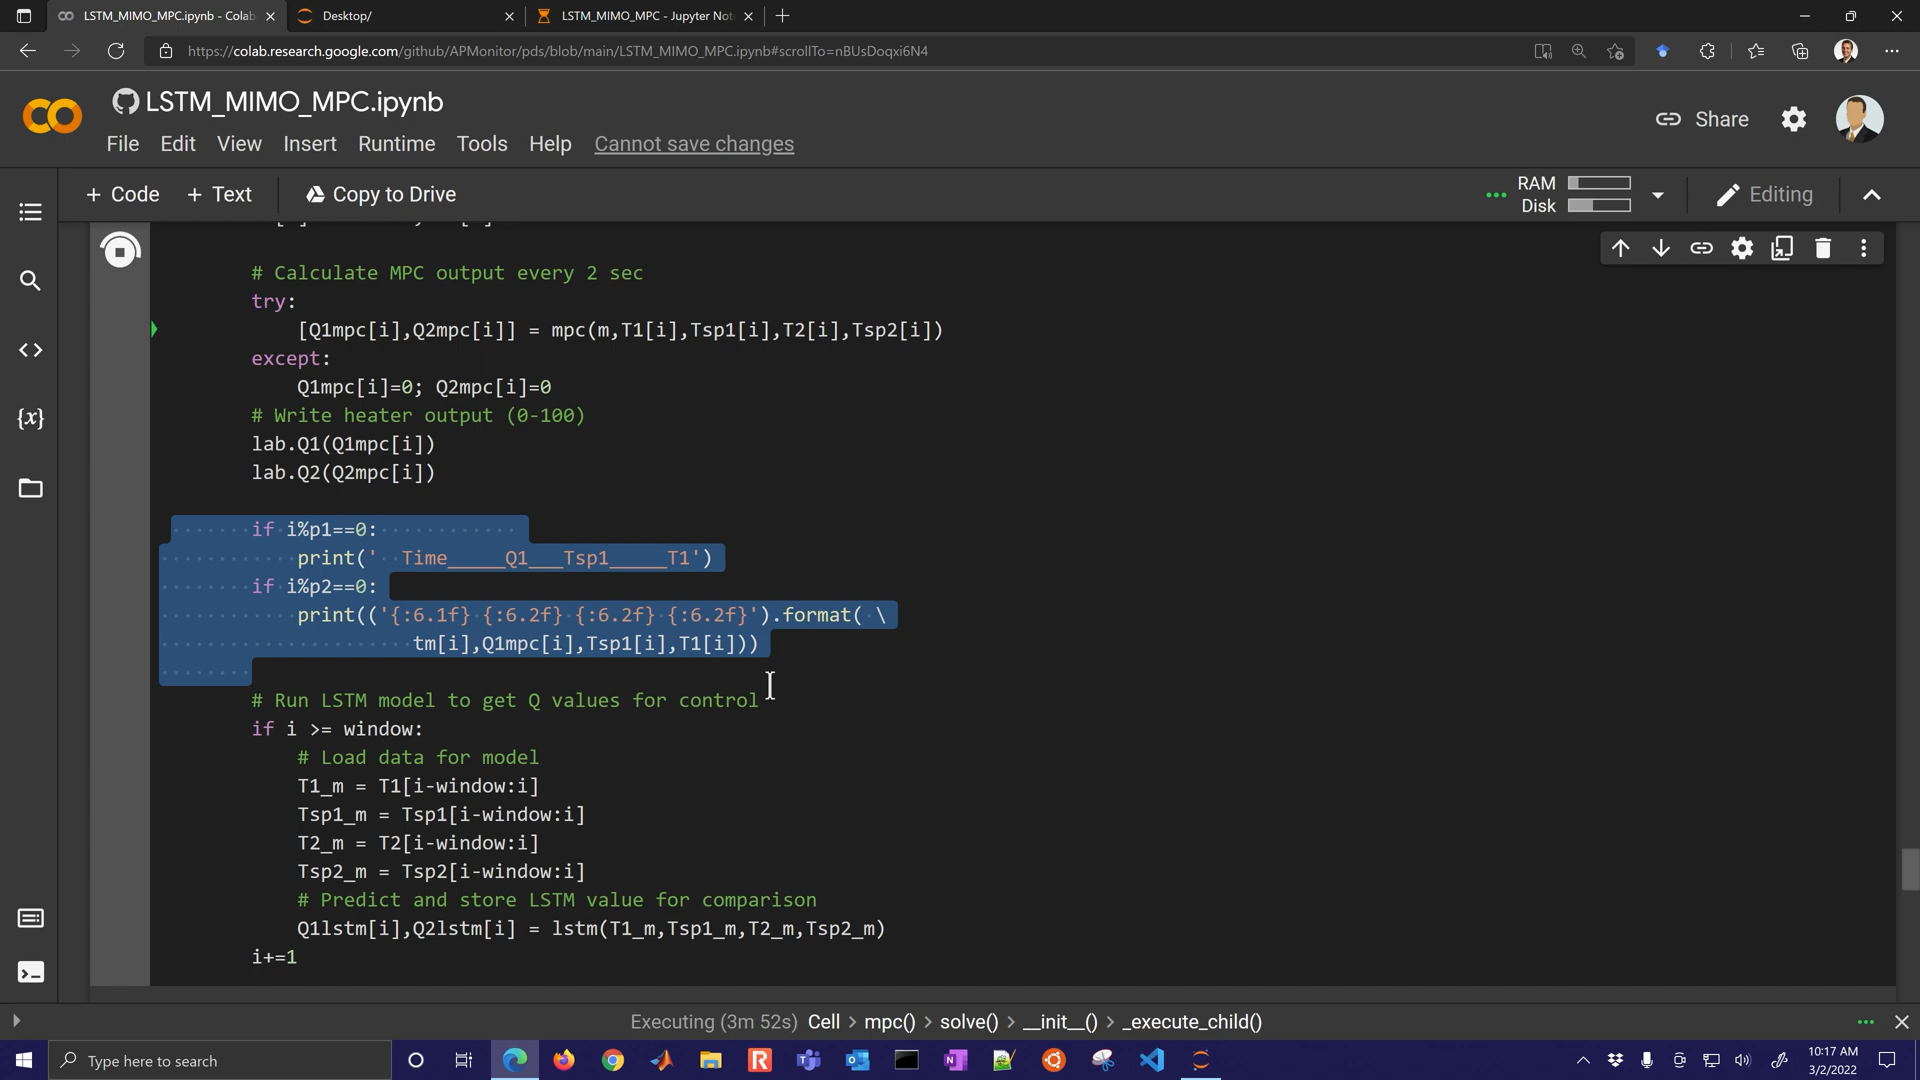 LSTM_MIMO_MPC.ipynb - Colab
Desktop/
LSTM_MIMO_MPC - Jupyter Not
https://colab.research.google.com/github/APMonitor/pds/blob/main/LSTM_MIMO_MPC.ipynb#scrollTo=nBUsDoqxi6N4
LSTM_MIMO_MPC.ipynb
File Edit View Insert Runtime Tools Help Cannot save changes
Share
+ Code + Text Copy to Drive
RAM
Disk
Editing
# Calculate MPC output every 2 sec
try:
[Q1mpc[i],Q2mpc[i]] = mpc(m,T1[i],Tsp1[i],T2[i],Tsp2[i])
except:
Q1mpc[i]=0; Q2mpc[i]=0
# Write heater output (0-100)
lab.Q1(Q1mpc[i])
lab.Q2(Q2mpc[i])
if i%p1==0:
print('  Time_____Q1___Tsp1_____T1')
if i%p2==0:
print(('{:6.1f} {:6.2f} {:6.2f} {:6.2f}').format( \
tm[i],Q1mpc[i],Tsp1[i],T1[i]))
# Run LSTM model to get Q values for control
if i >= window:
# Load data for model
T1_m = T1[i-window:i]
Tsp1_m = Tsp1[i-window:i]
T2_m = T2[i-window:i]
Tsp2_m = Tsp2[i-window:i]
# Predict and store LSTM value for comparison
Q1lstm[i],Q2lstm[i] = lstm(T1_m,Tsp1_m,T2_m,Tsp2_m)
i+=1
Executing (3m 52s) Cell > mpc() > solve() > __init__() > _execute_child()
Type here to search
10:17 AM
3/2/2022